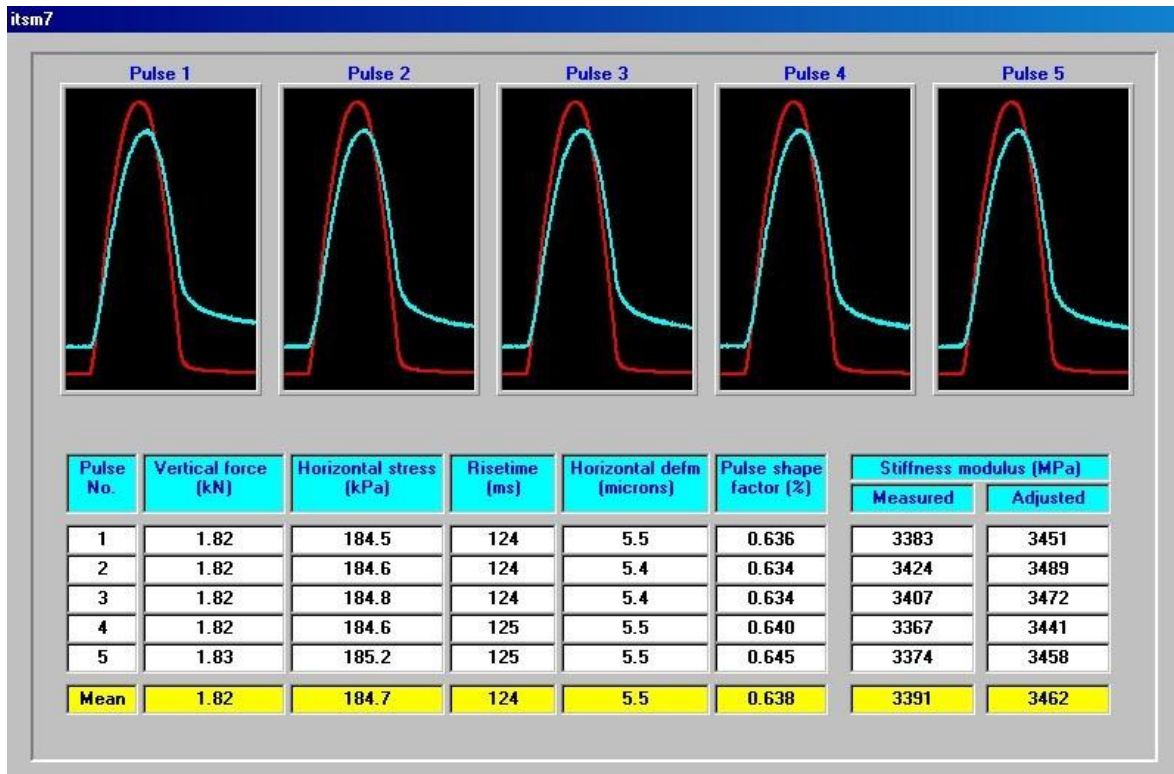 itsm7
Pulse 1 Pulse 2 Pulse 3 Pulse 4 Pulse 5
Pulse No. Vertical force (kN) Horizontal stress (kPa) Risetime (ms) Horizontal defm (microns) Pulse shape factor (%) Stiffness modulus (MPa)
Measured Adjusted
1 1.82 184.5 124 5.5 0.636 3383 3451
2 1.82 184.6 124 5.4 0.634 3424 3489
3 1.82 184.8 124 5.4 0.634 3407 3472
4 1.82 184.6 125 5.5 0.640 3367 3441
5 1.83 185.2 125 5.5 0.645 3374 3458
Mean 1.82 184.7 124 5.5 0.638 3391 3462